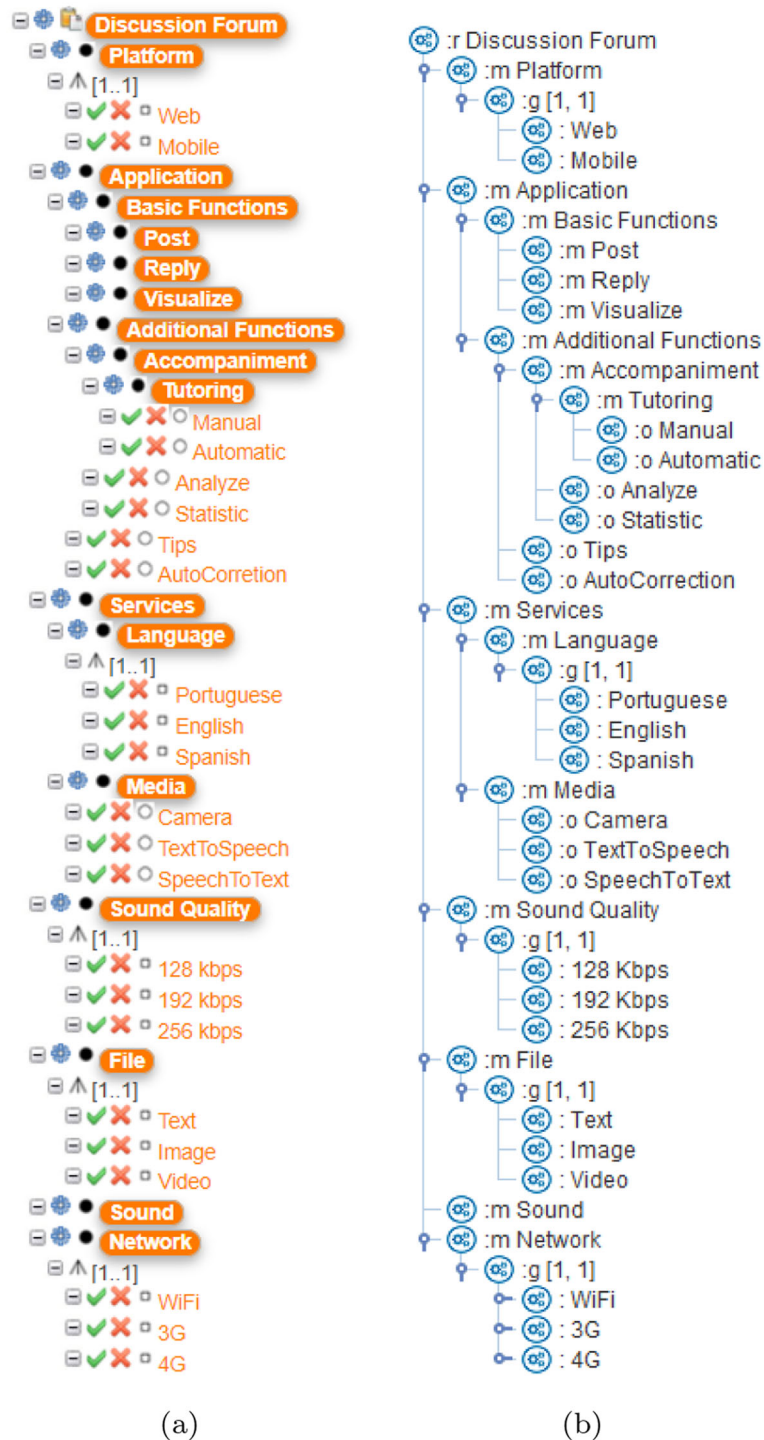 Discussion Forum
Platform
[1..1]
Web
Mobile
Application
Basic Functions
Post
Reply
Visualize
Additional Functions
Accompaniment
Tutoring
Manual
Automatic
Analyze
Statistic
Tips
AutoCorretion
Services
Language
[1..1]
Portuguese
English
Spanish
Media
Camera
TextToSpeech
SpeechToText
Sound Quality
[1..1]
128 kbps
192 kbps
256 kbps
File
[1..1]
Text
Image
Video
Sound
Network
[1..1]
WiFi
3G
4G
(a)
:r Discussion Forum
:m Platform
:g [1, 1]
: Web
: Mobile
:m Application
:m Basic Functions
:m Post
:m Reply
:m Visualize
:m Additional Functions
:m Accompaniment
:m Tutoring
:o Manual
:o Automatic
:o Analyze
:o Statistic
:o Tips
:o AutoCorrection
:m Services
:m Language
:g [1, 1]
: Portuguese
: English
: Spanish
:m Media
:o Camera
:o TextToSpeech
:o SpeechToText
:m Sound Quality
:g [1, 1]
: 128 Kbps
: 192 Kbps
: 256 Kbps
:m File
:g [1, 1]
: Text
: Image
: Video
:m Sound
:m Network
:g [1, 1]
: WiFi
: 3G
: 4G
(b)